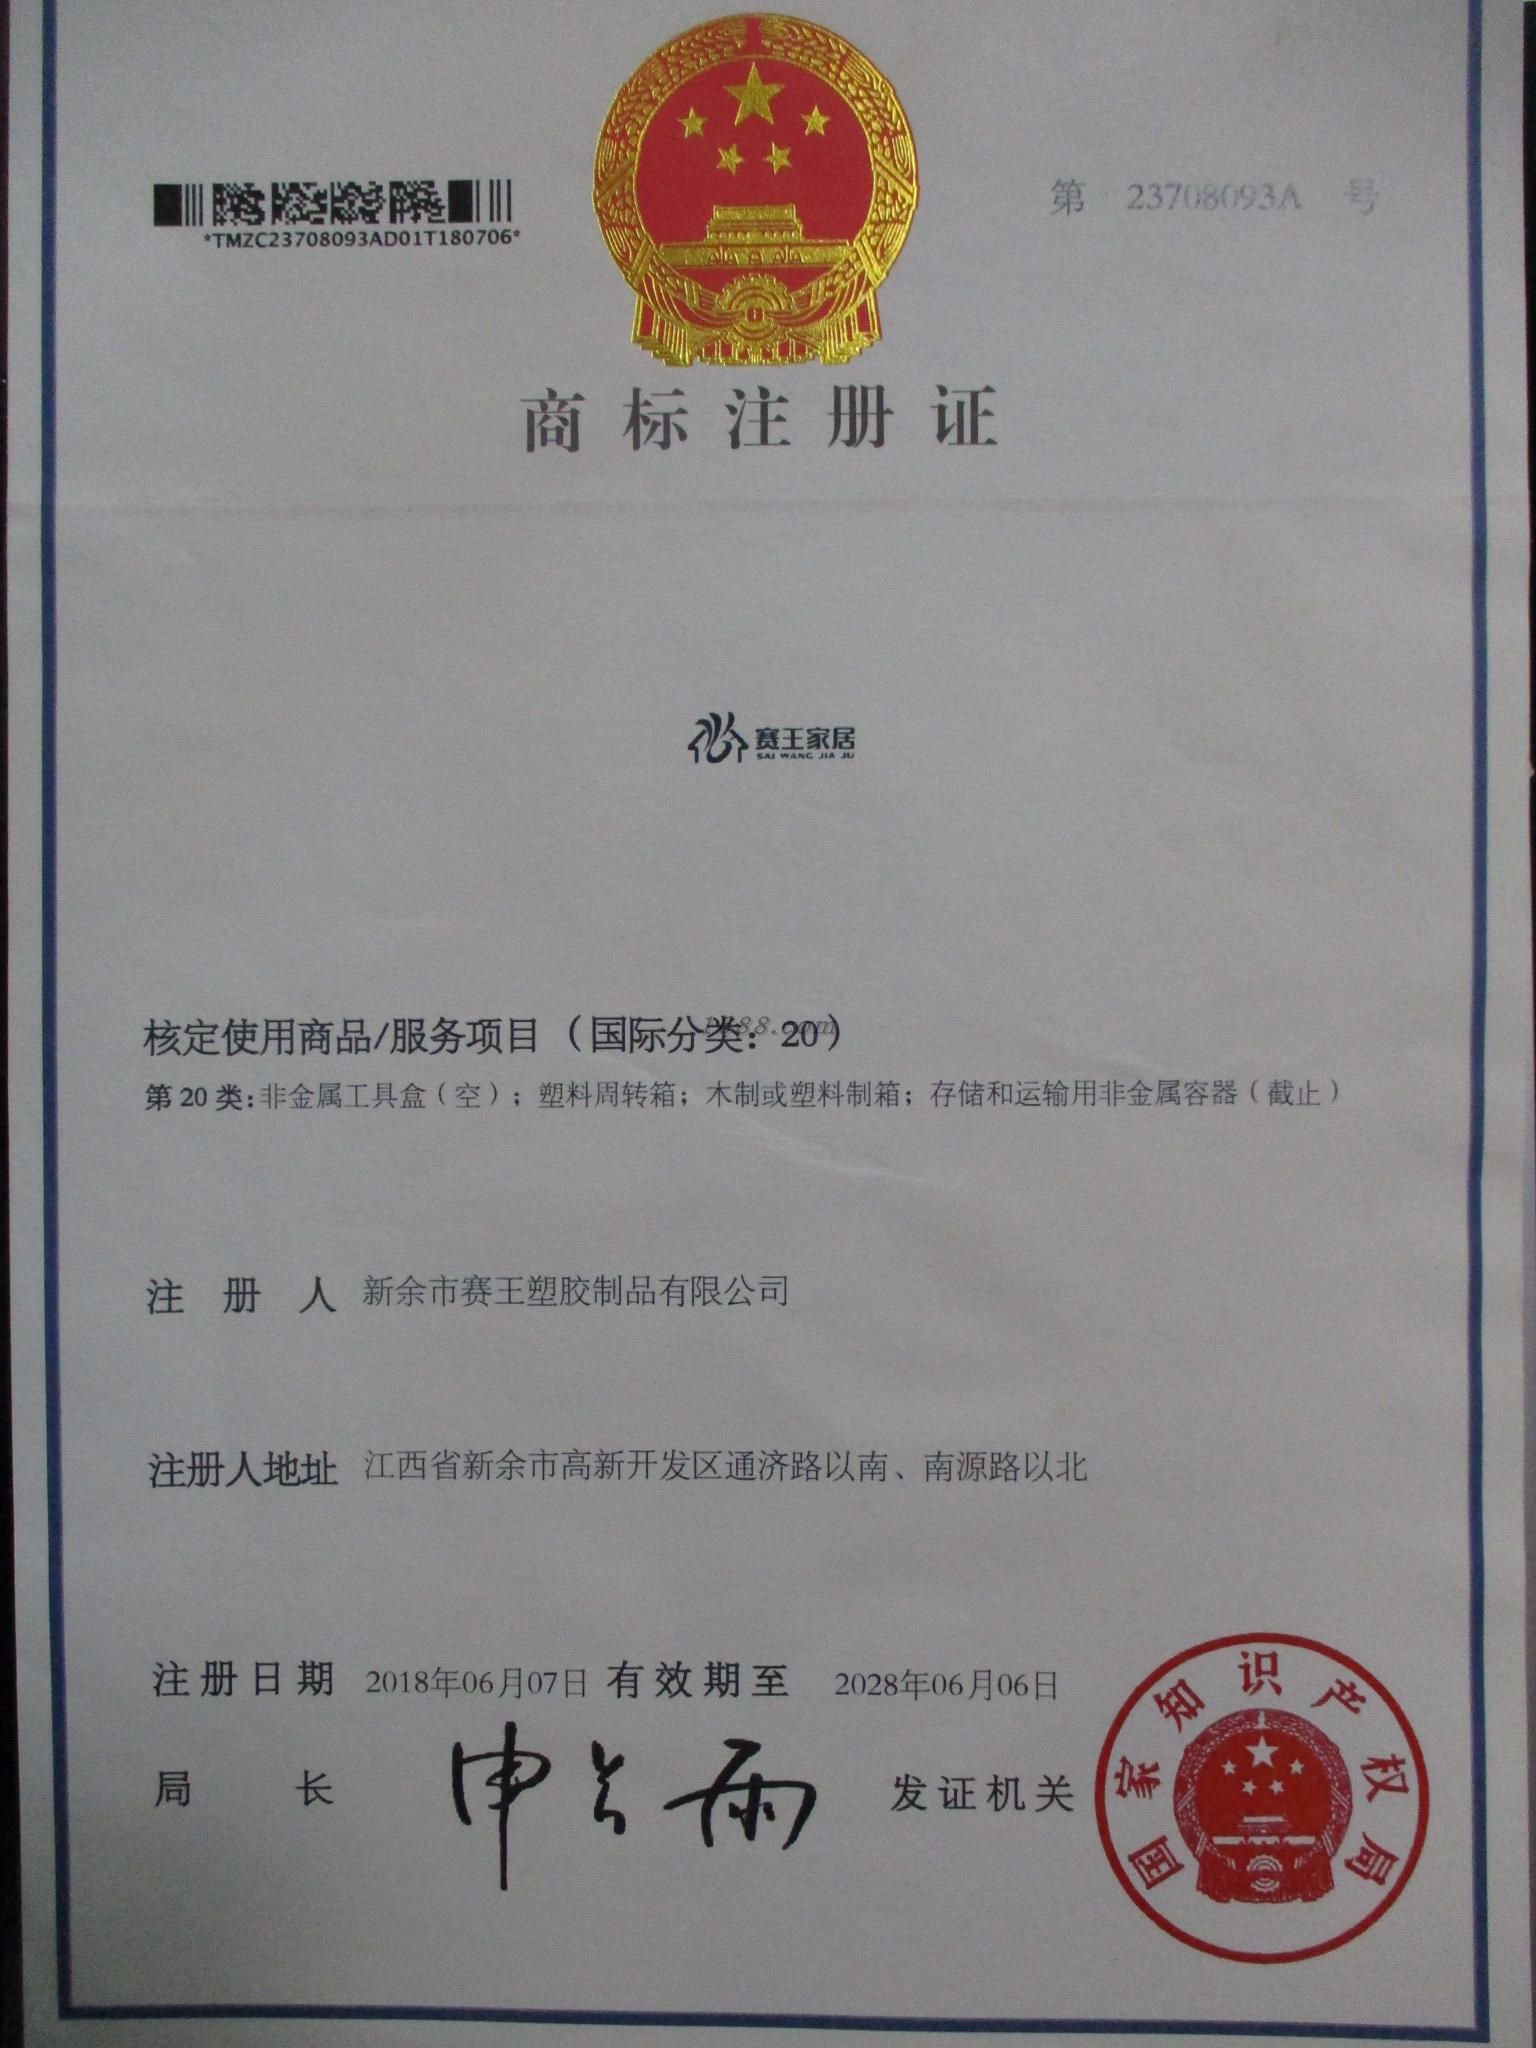 *TMZC23708093AD01T180706*
第 23708093A 号
商标注册证
赛王家居
SAI WANG JIA JU
核定使用商品/服务项目（国际分类：20）
第 20 类：非金属工具盒（空）；塑料周转箱；木制或塑料制箱；存储和运输用非金属容器（截止）
注册人 新余市赛王塑胶制品有限公司
注册人地址 江西省新余市高新开发区通济路以南、南源路以北
注册日期 2018年06月07日 有效期至 2028年06月06日
局长 申长雨 发证机关
国家知识产权局